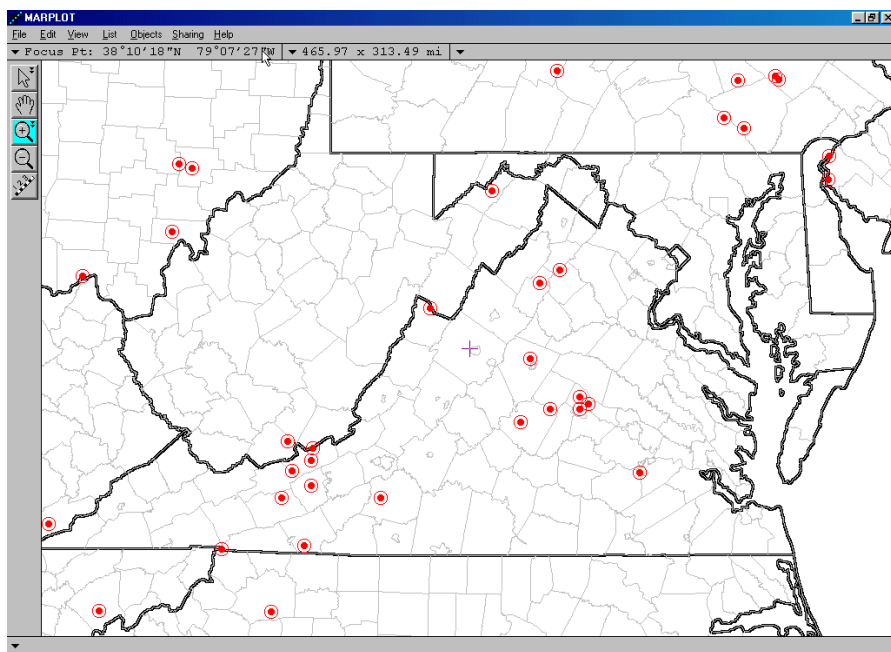 MARPLOT
File Edit View List Objects Sharing Help
Focus Pt: 38°10'18"N 79°07'27"W 465.97 x 313.49 mi